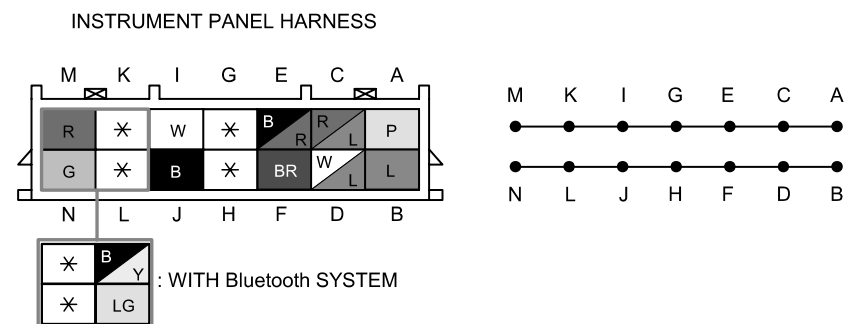 INSTRUMENT PANEL HARNESS
M K I G E C A
R * W * B R R L P
G * B * BR W L L
N L J H F D B
* B Y
* LG
: WITH Bluetooth SYSTEM
M K I G E C A
N L J H F D B